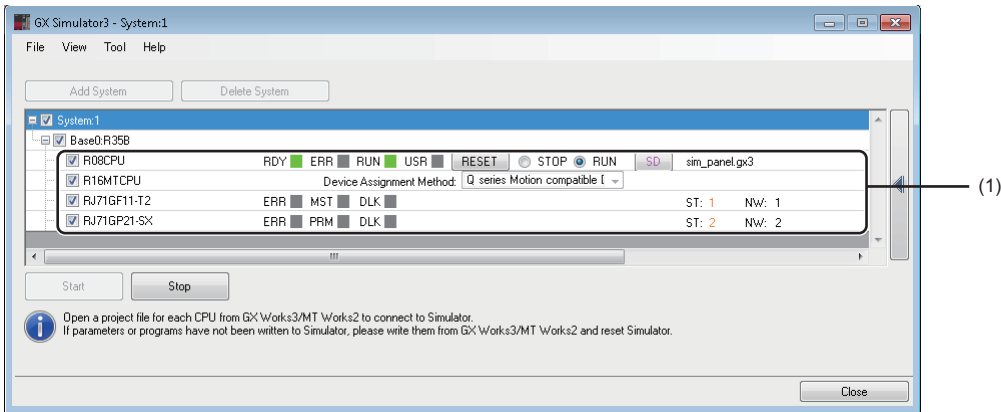 GX Simulator3 - System:1
File View Tool Help
Add System Delete System
System:1
Base0:R35B
R08CPU RDY ERR RUN USR RESET STOP RUN SD sim_panel.gx3
R16MTCPU Device Assignment Method: Q series Motion compatible [
RJ71GF11-T2 ERR MST DLK ST: 1 NW: 1
(1)
RJ71GP21-SX ERR PRM DLK ST: 2 NW: 2
Start Stop
Open a project file for each CPU from GX Works3/MT Works2 to connect to Simulator.
If parameters or programs have not been written to Simulator, please write them from GX Works3/MT Works2 and reset Simulator.
Close